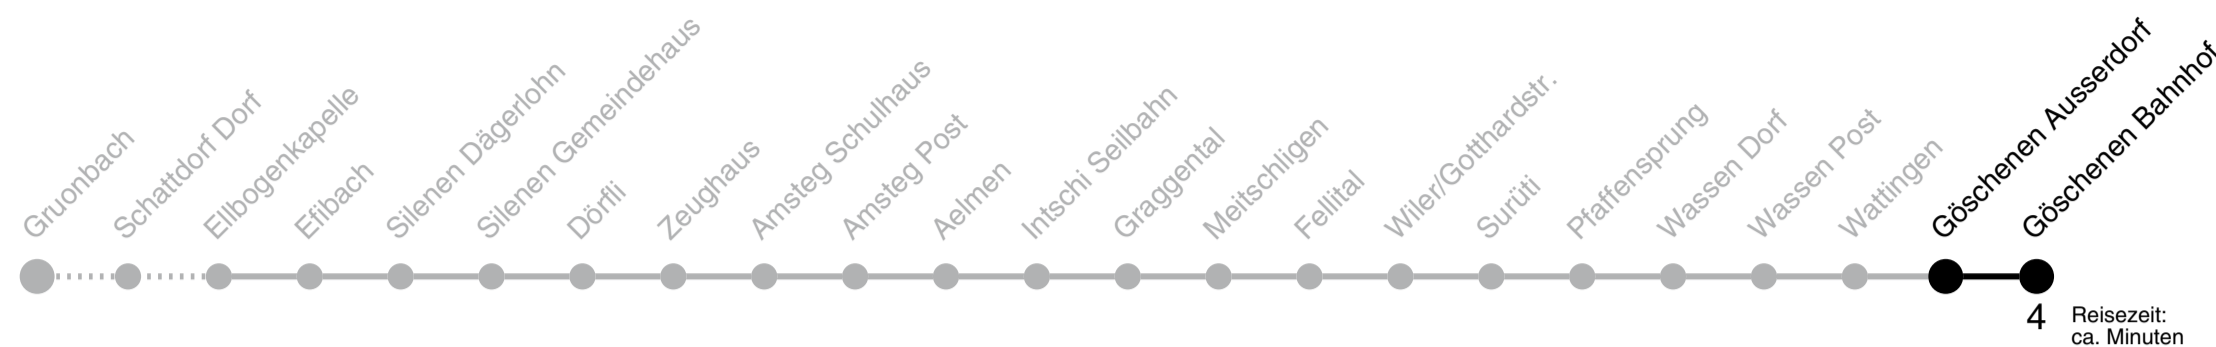 Gruonbach
Schattdorf Dorf
Ellbogenkapelle
Efibach
Silenen Dägerlohn
Silenen Gemeindehaus
Dörfli
Zeughaus
Amsteg Schulhaus
Amsteg Post
Aelmen
Intschi Seilbahn
Graggental
Meitschligen
Fellital
Wiler/Gotthardstr.
Surüti
Pfaffensprung
Wassen Dorf
Wassen Post
Wattingen
Göschenen Ausserdorf
Göschenen Bahnhof
4
Reisezeit:
ca. Minuten